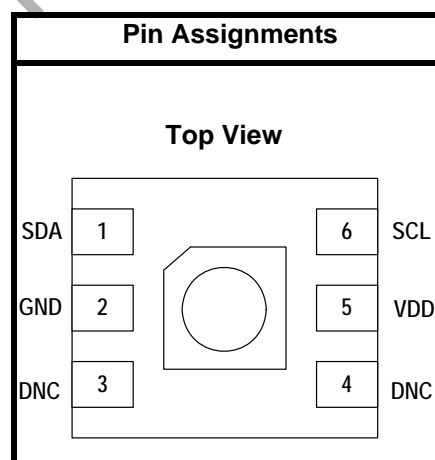 Pin Assignments
Top View
SDA 1 6 SCL
GND 2 5 VDD
DNC 3 4 DNC